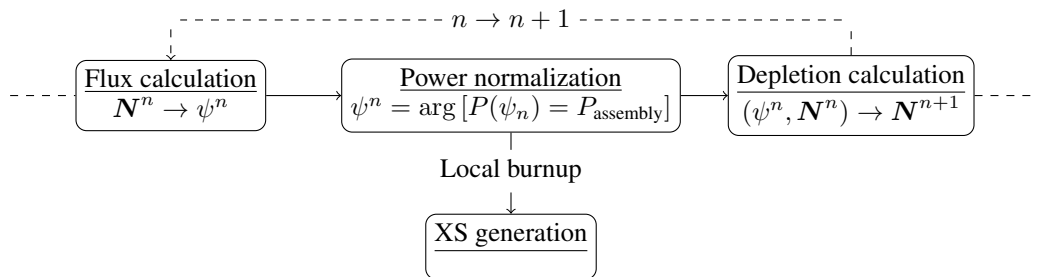 n → n + 1
Flux calculation
N^n → ψ^n
Power normalization
ψ^n = arg [P(ψ_n) = P_assembly]
Depletion calculation
(ψ^n, N^n) → N^{n+1}
Local burnup
XS generation